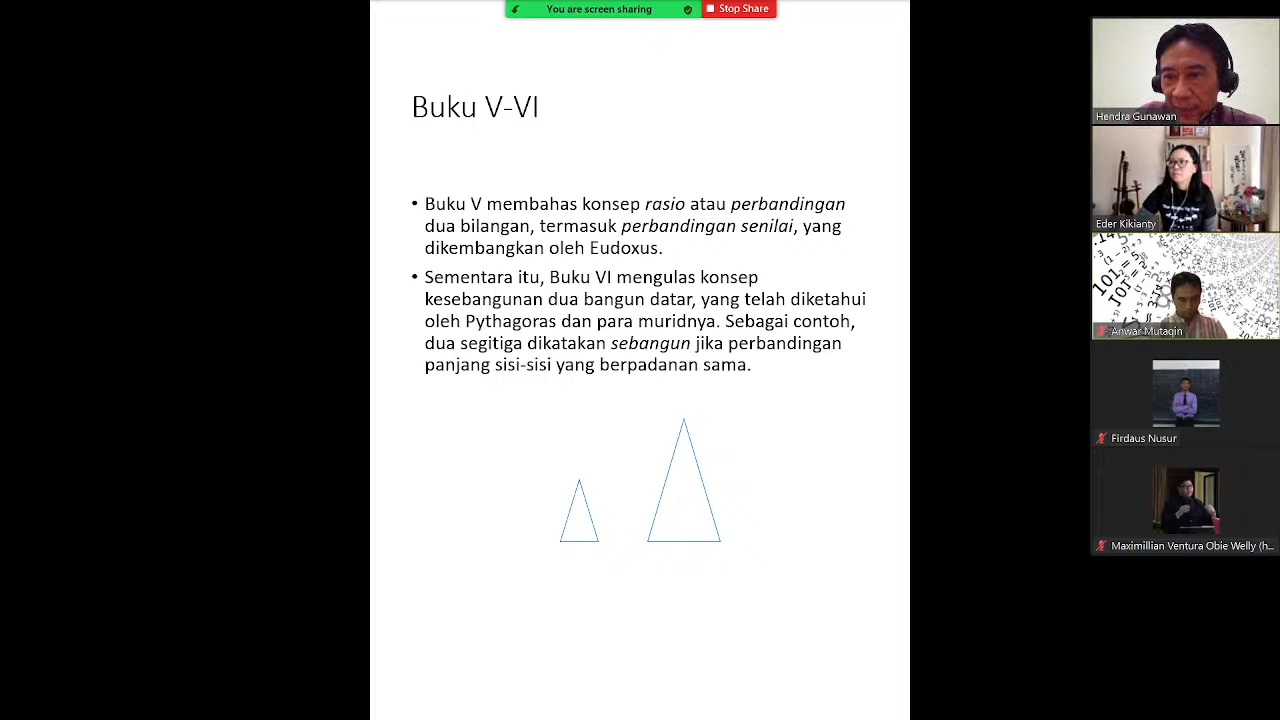 You are screen sharing
Stop Share
Buku V-VI
• Buku V membahas konsep rasio atau perbandingan
dua bilangan, termasuk perbandingan senilai, yang
dikembangkan oleh Eudoxus.
• Sementara itu, Buku VI mengulas konsep
kesebangunan dua bangun datar, yang telah diketahui
oleh Pythagoras dan para muridnya. Sebagai contoh,
dua segitiga dikatakan sebangun jika perbandingan
panjang sisi-sisi yang berpadanan sama.
Hendra Gunawan
Eder Kikianty
Anwar Mutaqin
Firdaus Nusur
Maximillian Ventura Obie Welly (h...